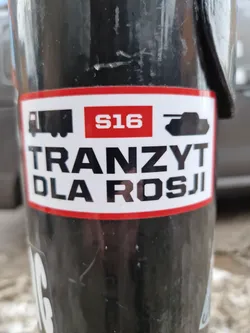 S16
TRANZYT
DLA ROSJI